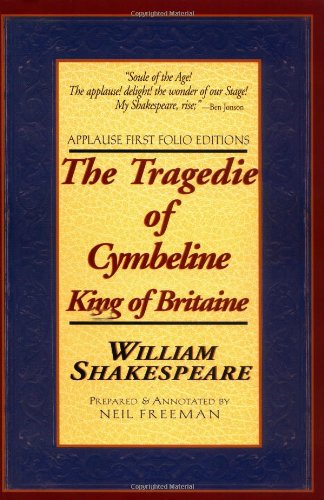 "Soule of the Age!
The applause! delight! the wonder of our Stage!
My Shakespeare, rise;" —Ben Jonson
APPLAUSE FIRST FOLIO EDITIONS
The Tragedie
of
Cymbeline
King of Britaine
WILLIAM
SHAKESPEARE
PREPARED & ANNOTATED BY
NEIL FREEMAN